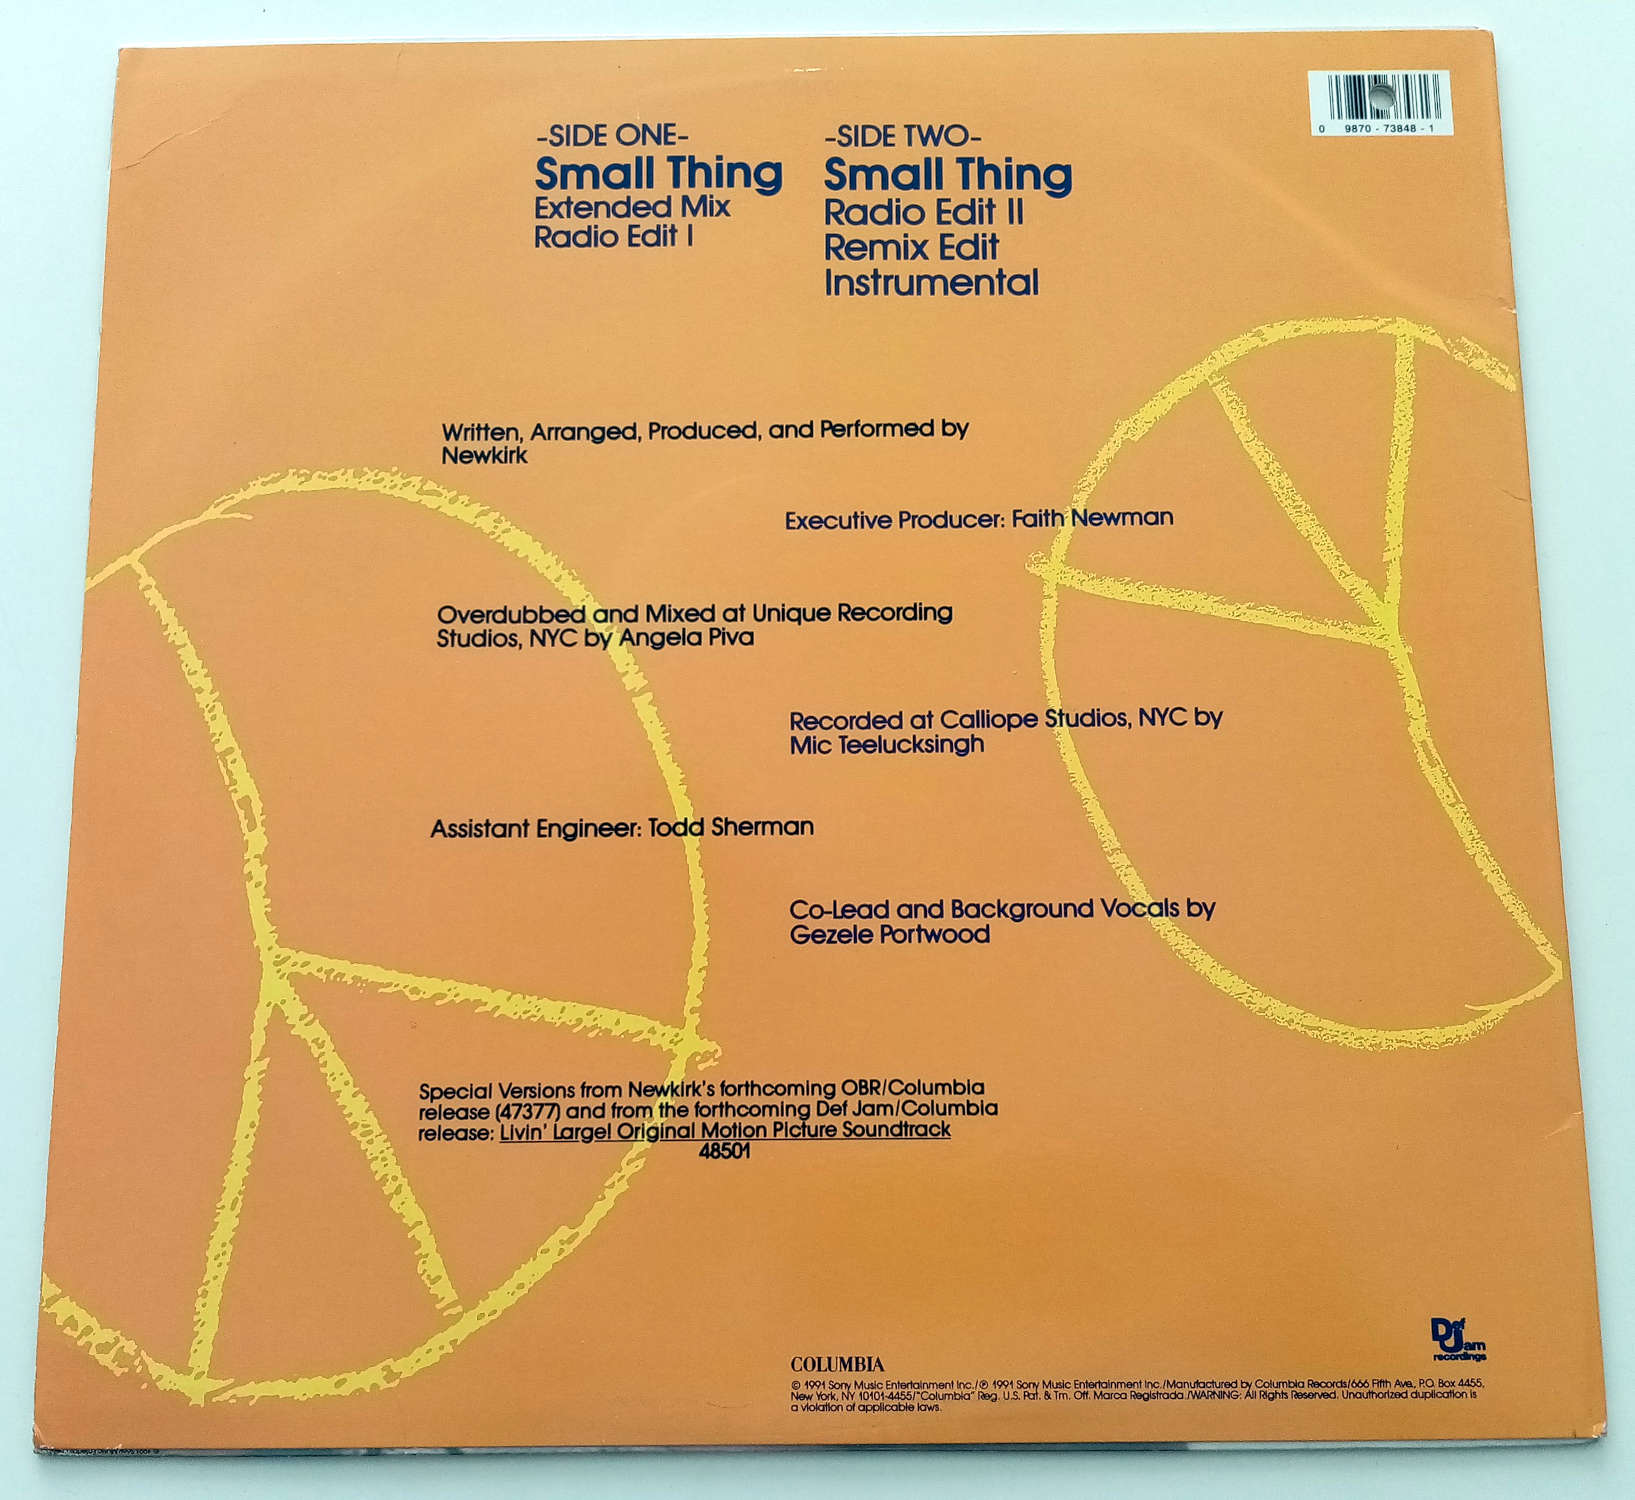 -SIDE ONE-
Small Thing
Extended Mix
Radio Edit I
-SIDE TWO-
Small Thing
Radio Edit II
Remix Edit
Instrumental
0 9870 - 73848 - 1
Written, Arranged, Produced, and Performed by
Newkirk
Executive Producer: Faith Newman
Overdubbed and Mixed at Unique Recording
Studios, NYC by Angela Piva
Recorded at Calliope Studios, NYC by
Mic Teelucksingh
Assistant Engineer: Todd Sherman
Co-Lead and Background Vocals by
Gezele Portwood
Special Versions from Newkirk's forthcoming OBR/Columbia
release (47377) and from the forthcoming Def Jam/Columbia
release: Livin' Large! Original Motion Picture Soundtrack
48501
Def
Jam
recordings
COLUMBIA
© 1991 Sony Music Entertainment Inc./℗ 1991 Sony Music Entertainment Inc./Manufactured by Columbia Records/666 Fifth Ave., P.O. Box 4455,
New York, NY 10101-4455/"Columbia" Reg. U.S. Pat. & Tm. Off. Marca Registrada./WARNING: All Rights Reserved. Unauthorized duplication is
a violation of applicable laws.